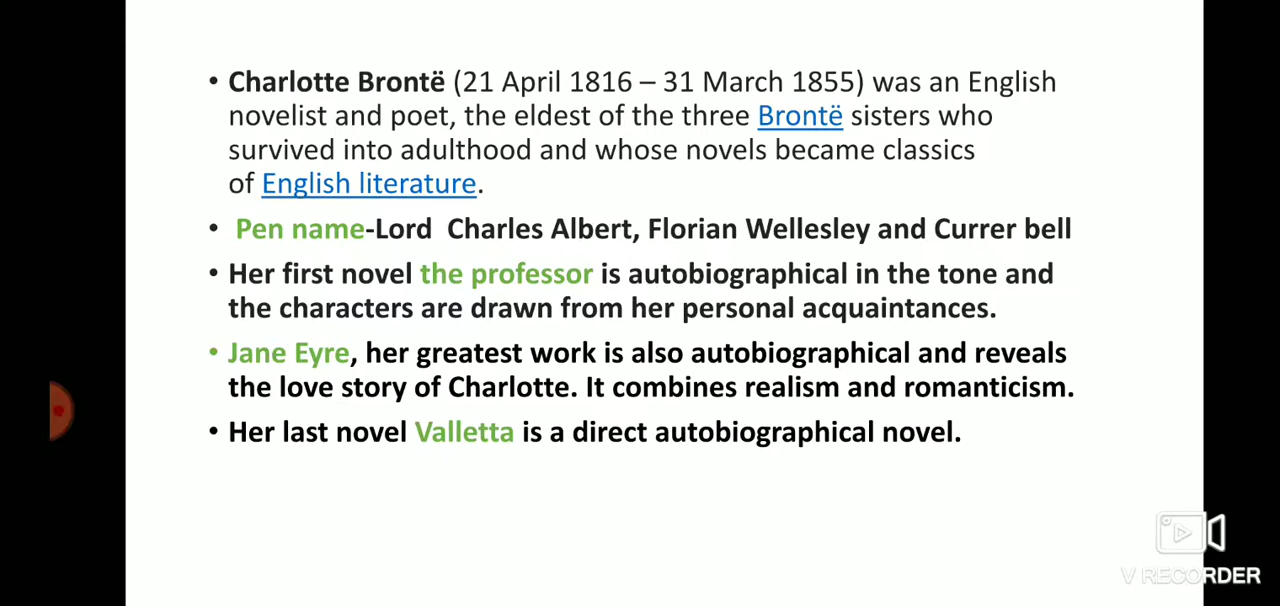 • Charlotte Brontë (21 April 1816 – 31 March 1855) was an English
novelist and poet, the eldest of the three Brontë sisters who
survived into adulthood and whose novels became classics
of English literature.
• Pen name-Lord  Charles Albert, Florian Wellesley and Currer bell
• Her first novel the professor is autobiographical in the tone and
the characters are drawn from her personal acquaintances.
• Jane Eyre, her greatest work is also autobiographical and reveals
the love story of Charlotte. It combines realism and romanticism.
• Her last novel Valletta is a direct autobiographical novel.
V RECORDER